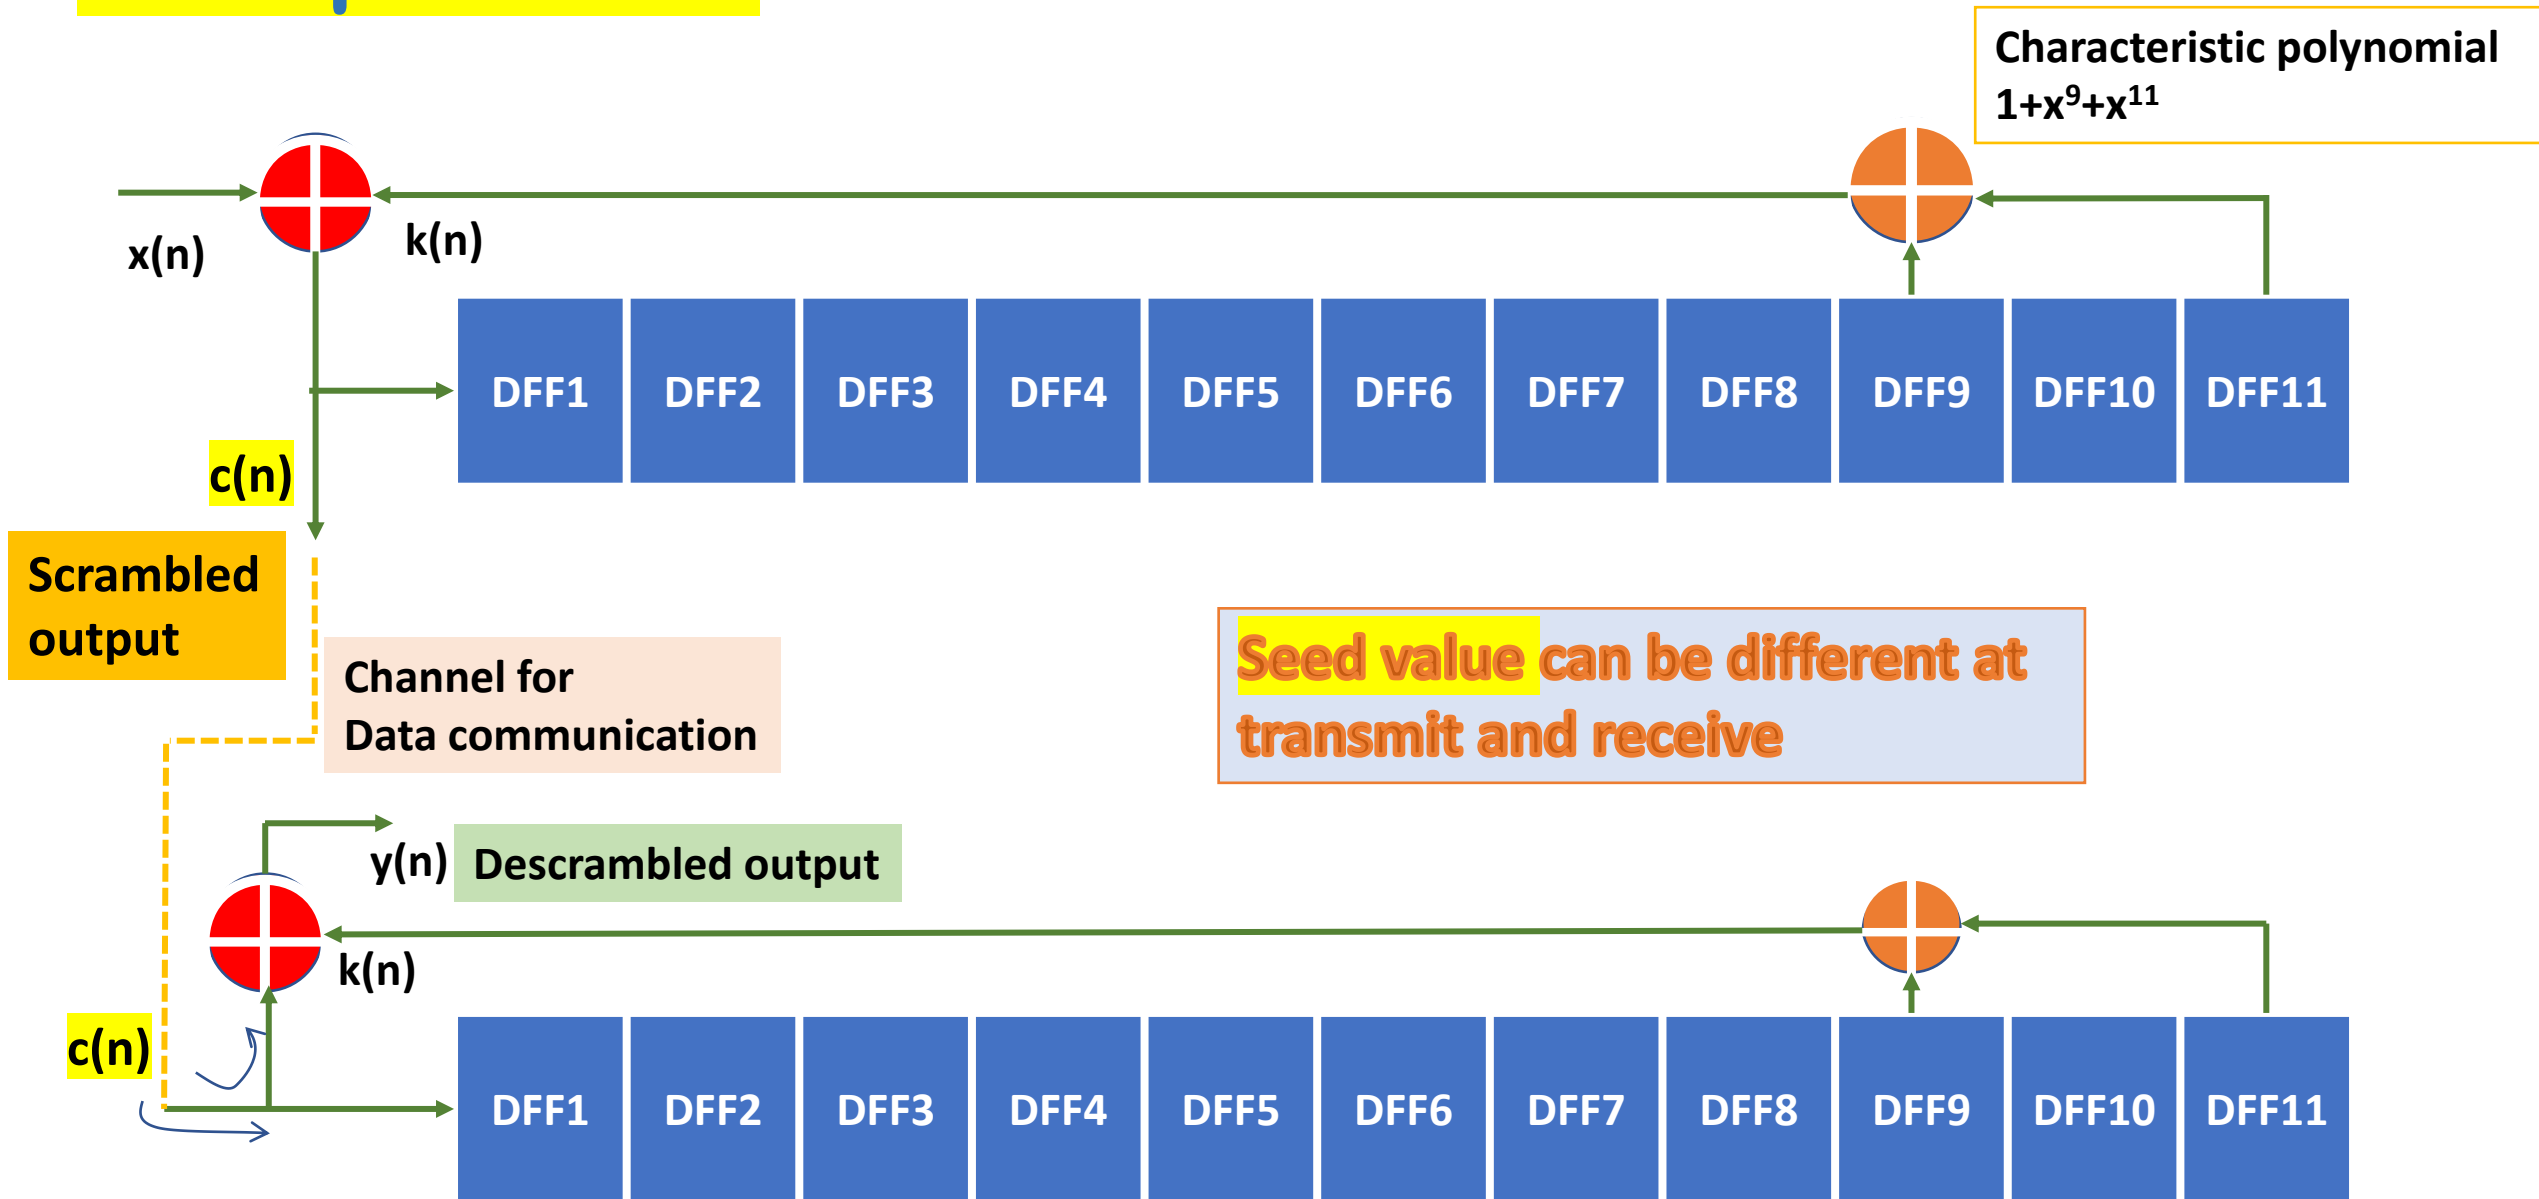 Characteristic polynomial
1+x⁹+x¹¹
x(n)
k(n)
DFF1 DFF2 DFF3 DFF4 DFF5 DFF6 DFF7 DFF8 DFF9 DFF10 DFF11
c(n)
Scrambled
output
Channel for
Data communication
Seed value can be different at
transmit and receive
y(n)
Descrambled output
k(n)
c(n)
DFF1 DFF2 DFF3 DFF4 DFF5 DFF6 DFF7 DFF8 DFF9 DFF10 DFF11